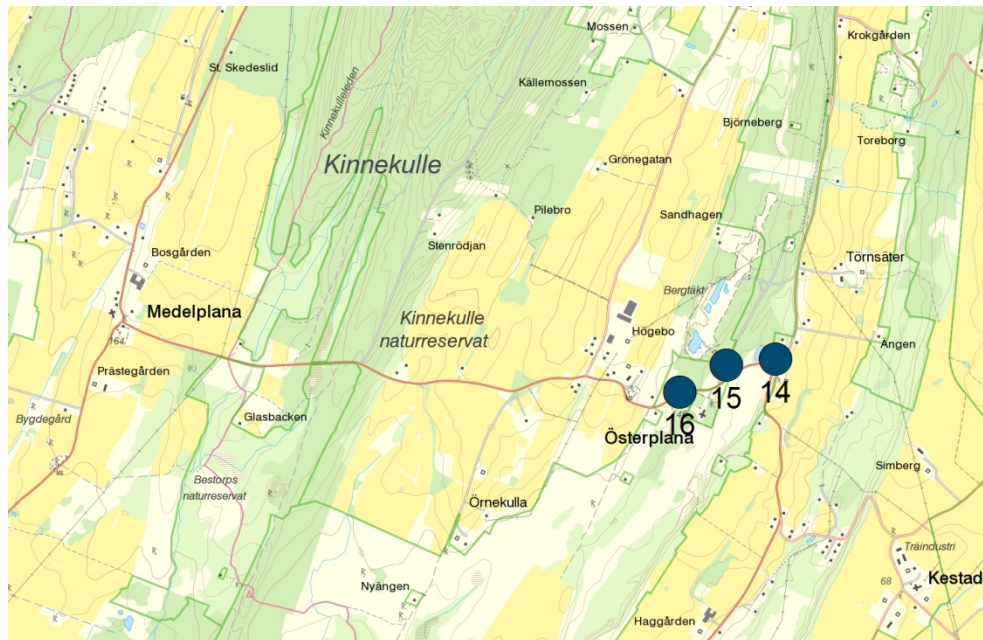 Mossen
Krokgården
St. Skedeslid
Kinnekulleleden
Källemossen
Björneberg
Toreborg
Kinnekulle
Grönegatan
Pilebro
Sandhagen
Stenrödjan
Bosgården
Törnsäter
Bergtäkt
Medelplana
Kinnekulle
naturreservat
Högebo
164
Ängen
Prästegården
15
14
16
Bygdegård
Glasbacken
Österplana
Simberg
Bestorps
naturreservat
Örnekulla
Träindustri
68
Kestad
Nyängen
Haggården